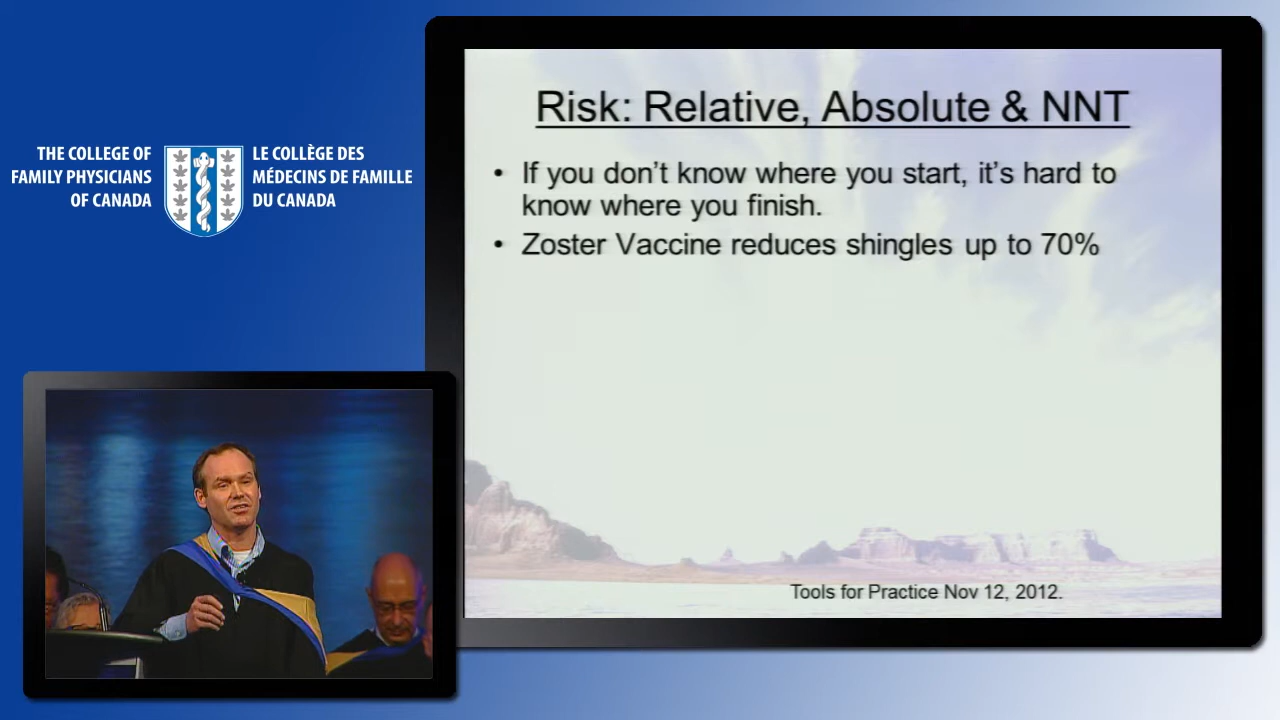 THE COLLEGE OF
FAMILY PHYSICIANS
OF CANADA
LE COLLÈGE DES
MÉDECINS DE FAMILLE
DU CANADA
Risk: Relative, Absolute & NNT
• If you don’t know where you start, it’s hard to
know where you finish.
• Zoster Vaccine reduces shingles up to 70%
Tools for Practice Nov 12, 2012.